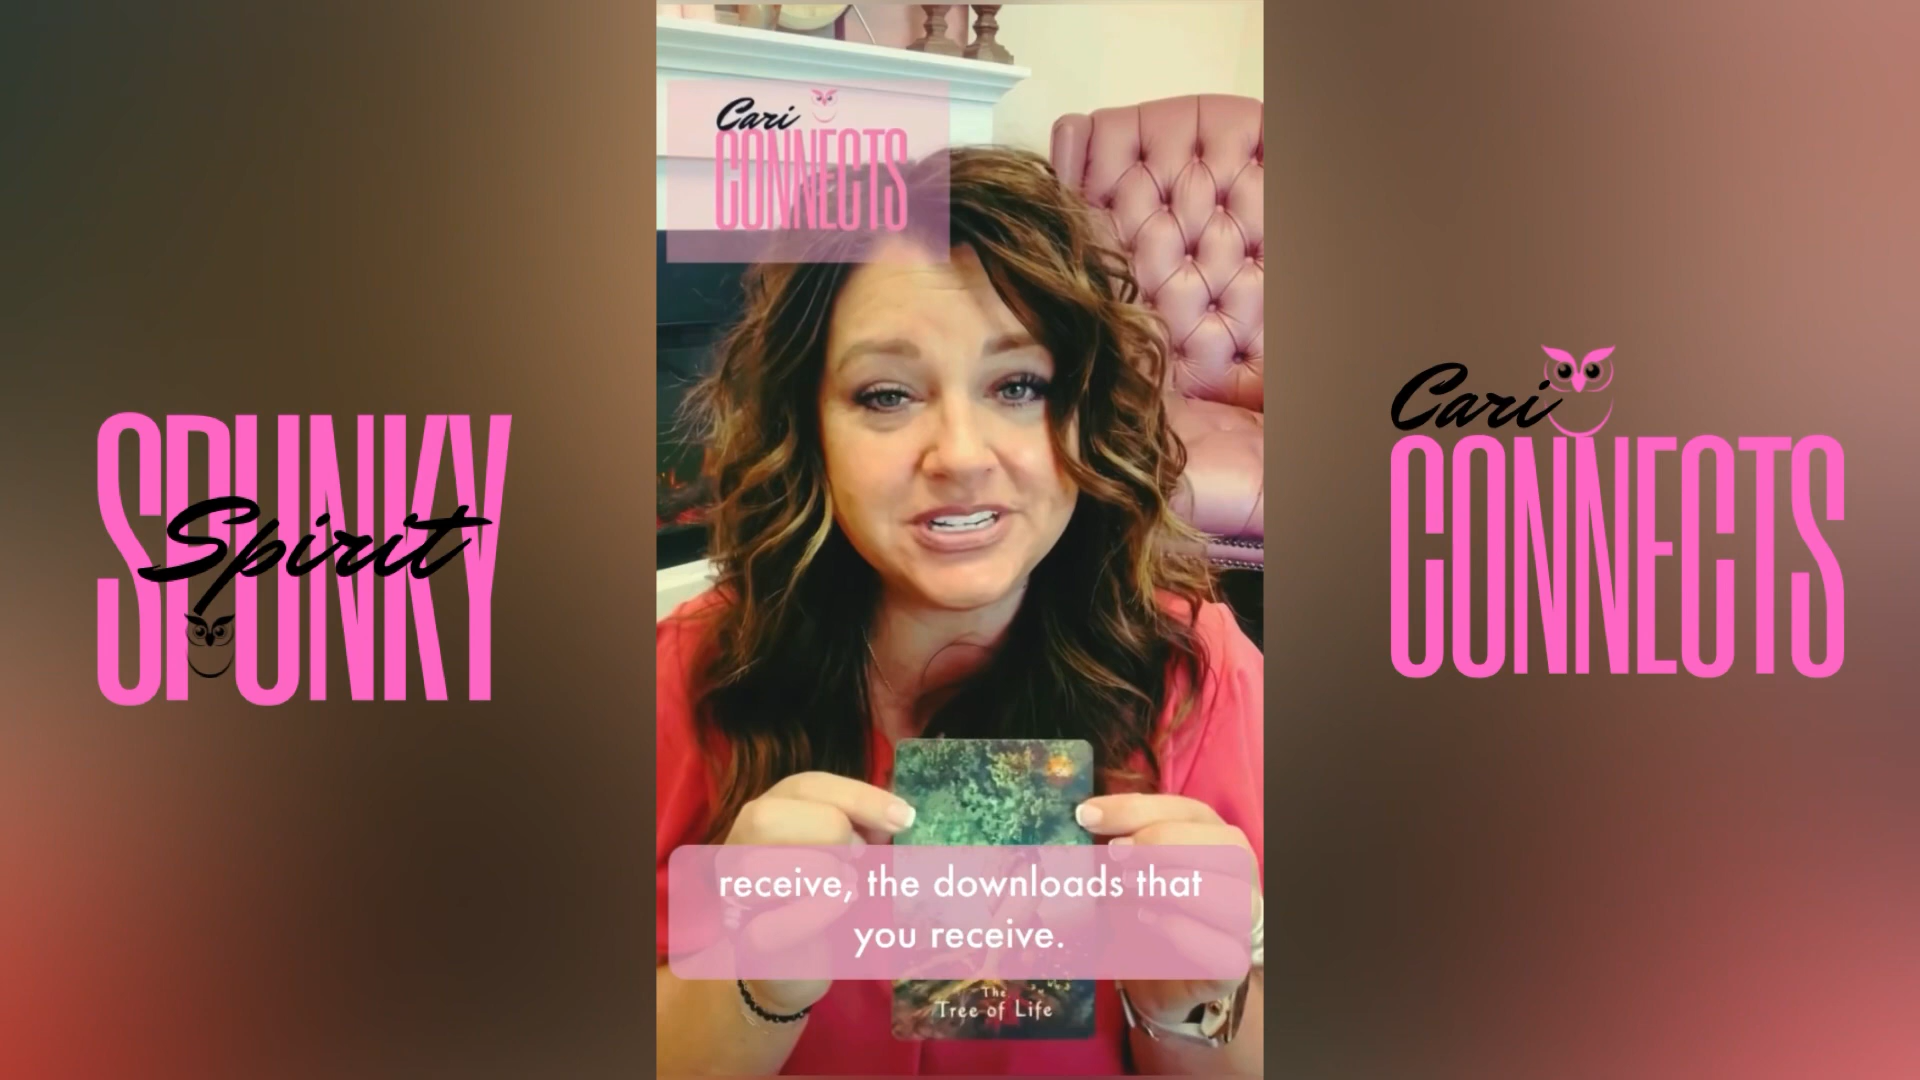 SPUNKY
Spirit
Cari
CONNECTS
receive, the downloads that
you receive.
The
Tree of Life
Cari
CONNECTS